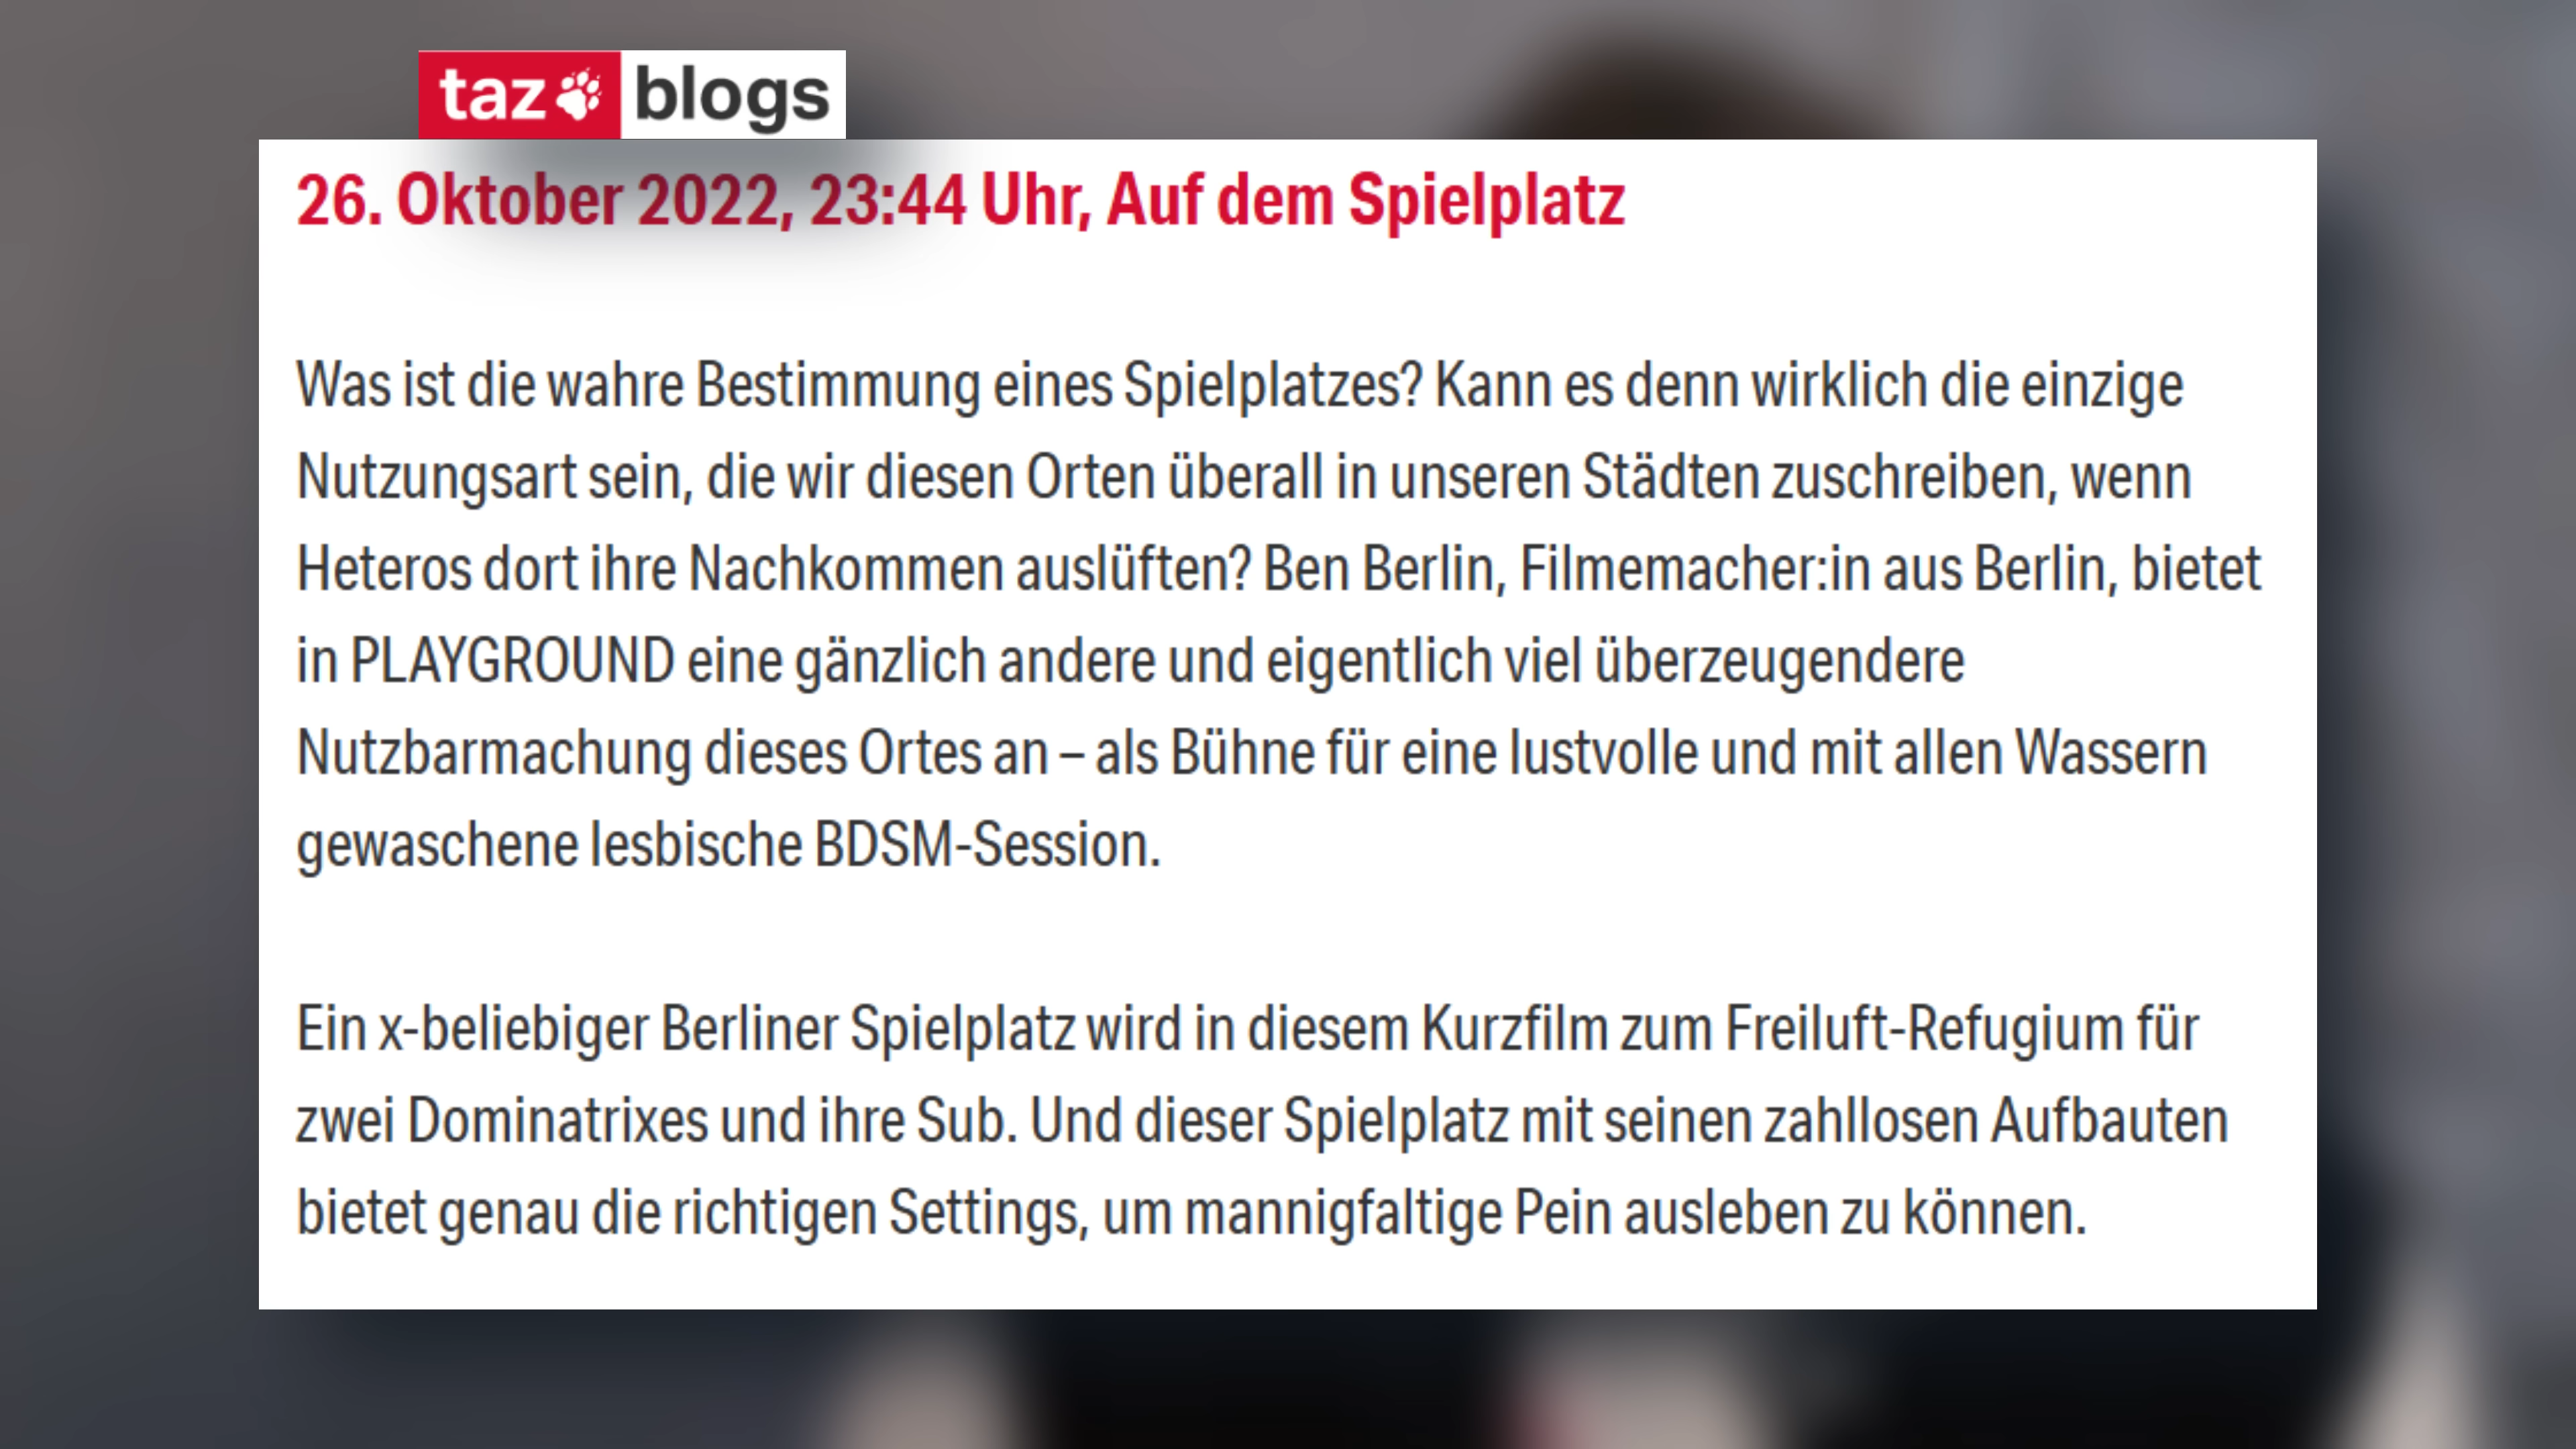 taz blogs
26. Oktober 2022, 23:44 Uhr, Auf dem Spielplatz
Was ist die wahre Bestimmung eines Spielplatzes? Kann es denn wirklich die einzige
Nutzungsart sein, die wir diesen Orten überall in unseren Städten zuschreiben, wenn
Heteros dort ihre Nachkommen auslüften? Ben Berlin, Filmemacher:in aus Berlin, bietet
in PLAYGROUND eine gänzlich andere und eigentlich viel überzeugendere
Nutzbarmachung dieses Ortes an – als Bühne für eine lustvolle und mit allen Wassern
gewaschene lesbische BDSM-Session.
Ein x-beliebiger Berliner Spielplatz wird in diesem Kurzfilm zum Freiluft-Refugium für
zwei Dominatrixes und ihre Sub. Und dieser Spielplatz mit seinen zahllosen Aufbauten
bietet genau die richtigen Settings, um mannigfaltige Pein ausleben zu können.